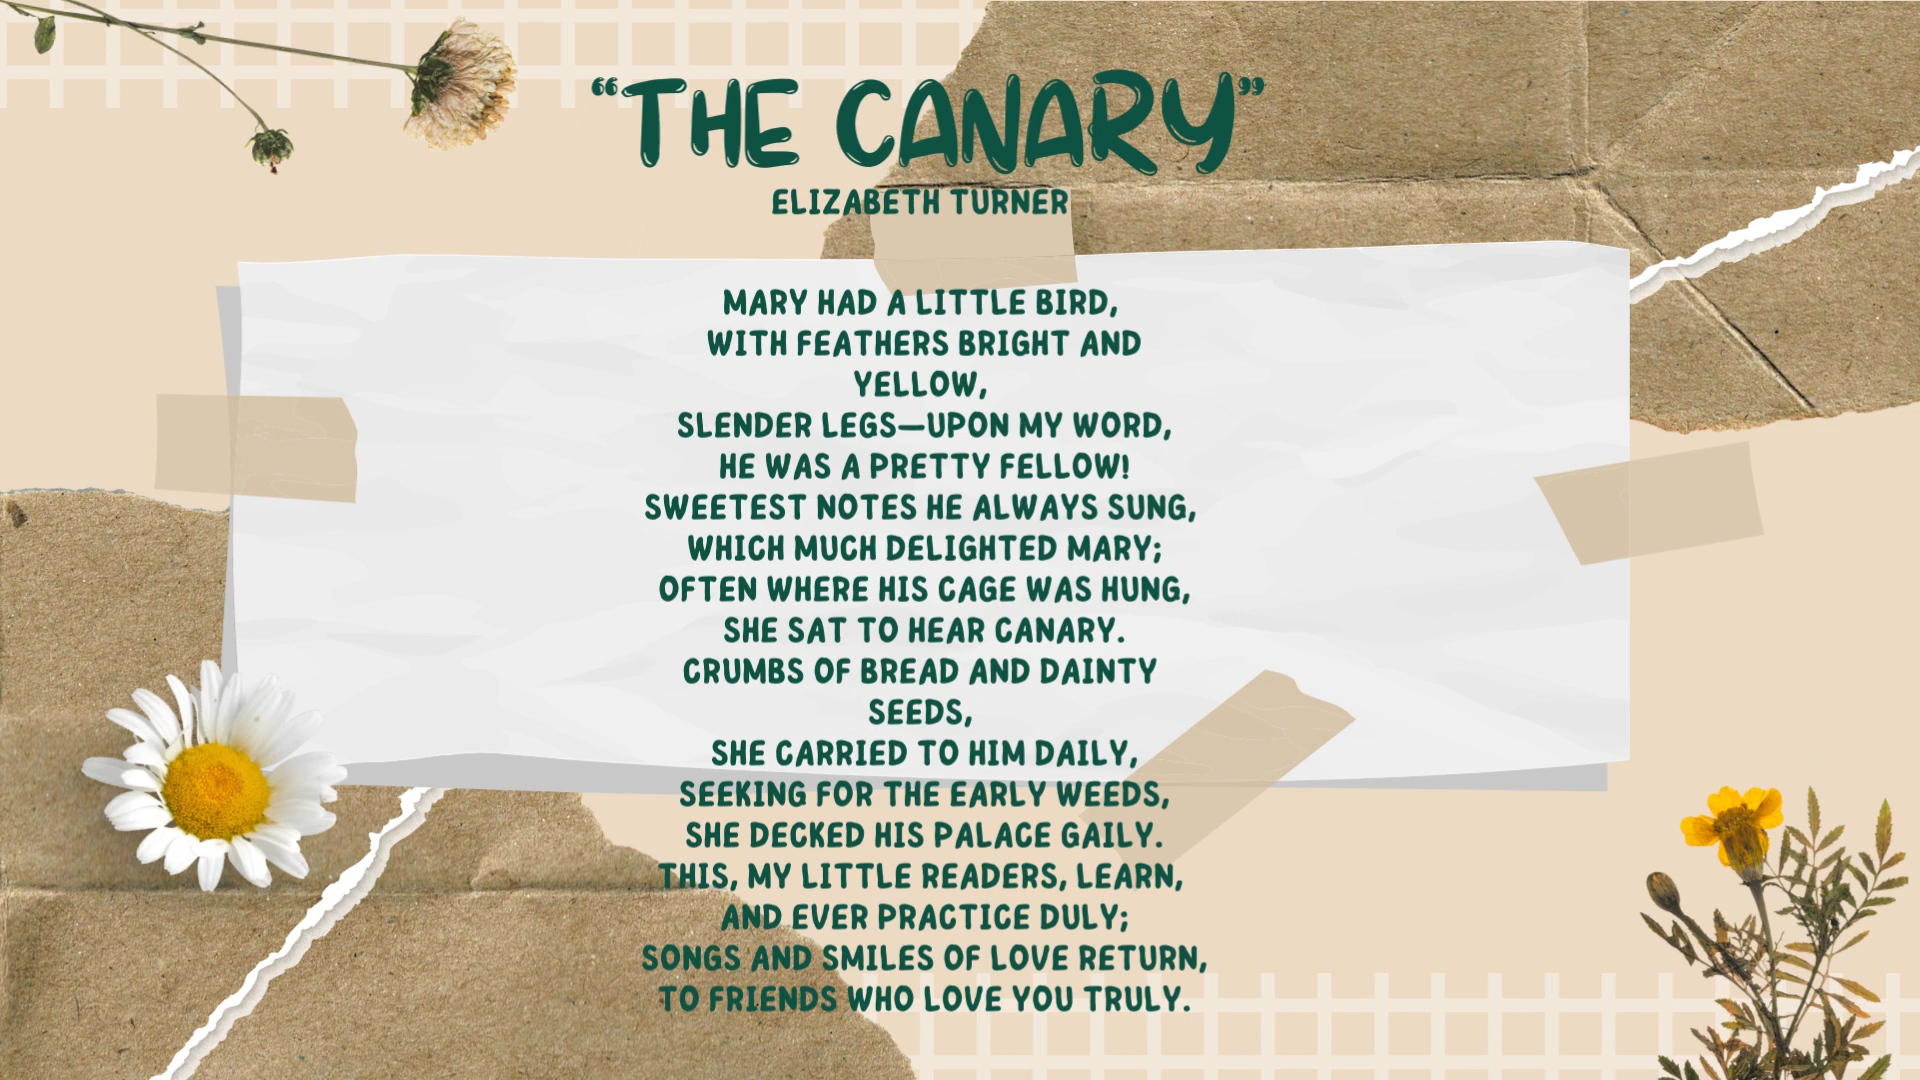 “THE CANARY”
ELIZABETH TURNER
MARY HAD A LITTLE BIRD,
WITH FEATHERS BRIGHT AND
YELLOW,
SLENDER LEGS—UPON MY WORD,
HE WAS A PRETTY FELLOW!
SWEETEST NOTES HE ALWAYS SUNG,
WHICH MUCH DELIGHTED MARY;
OFTEN WHERE HIS CAGE WAS HUNG,
SHE SAT TO HEAR CANARY.
CRUMBS OF BREAD AND DAINTY
SEEDS,
SHE CARRIED TO HIM DAILY,
SEEKING FOR THE EARLY WEEDS,
SHE DECKED HIS PALACE GAILY.
THIS, MY LITTLE READERS, LEARN,
AND EVER PRACTICE DULY;
SONGS AND SMILES OF LOVE RETURN,
TO FRIENDS WHO LOVE YOU TRULY.